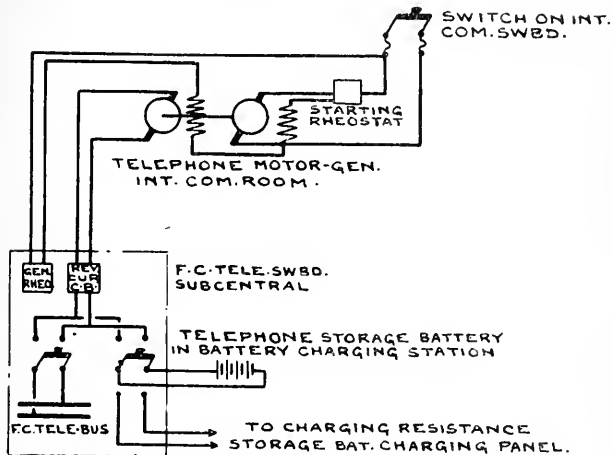 SWITCH ON INT.
COM. SWBD.
STARTING
RHEOSTAT
TELEPHONE MOTOR-GEN.
INT. COM. ROOM.
GEN.
RHEO.
REV.
CUR.
C.B.
F.C. TELE. SWBD.
SUBCENTRAL
TELEPHONE STORAGE BATTERY
IN BATTERY CHARGING STATION
F.C. TELE-BUS
TO CHARGING RESISTANCE
STORAGE BAT. CHARGING PANEL.